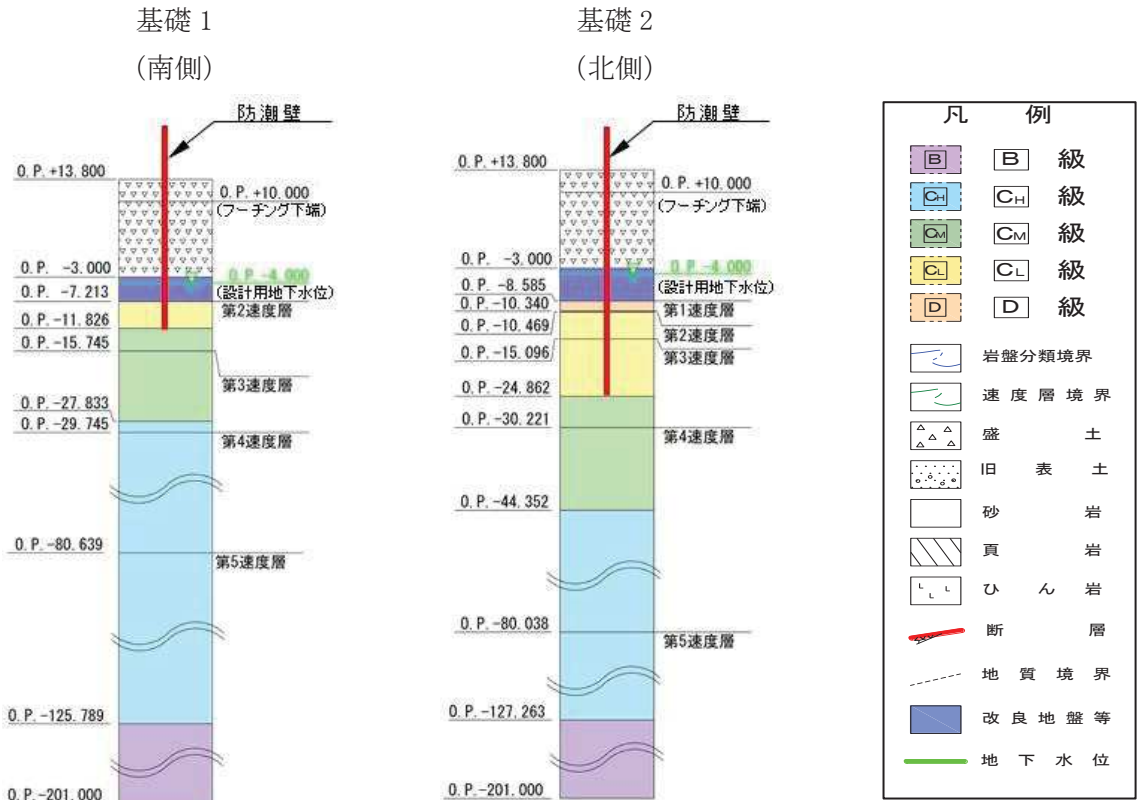 基礎 1
(南側)
防潮壁
O.P.+13.800
O.P.+10.000
(フーチング下端)
O.P. -3.000
O.P.-4.000
(設計用地下水位)
O.P. -7.213
第2速度層
O.P.-11.826
O.P.-15.745
第3速度層
O.P.-27.833
O.P.-29.745
第4速度層
O.P.-80.639
第5速度層
O.P.-125.789
O.P.-201.000
基礎 2
(北側)
防潮壁
O.P.+13.800
O.P.+10.000
(フーチング下端)
O.P. -3.000
O.P.-4.000
(設計用地下水位)
O.P. -8.585
第1速度層
O.P.-10.340
O.P.-10.469
第2速度層
O.P.-15.096
第3速度層
O.P.-24.862
O.P.-30.221
第4速度層
O.P.-44.352
O.P.-80.038
第5速度層
O.P.-127.263
O.P.-201.000
凡 例
B B 級
CH CH 級
CM CM 級
CL CL 級
D D 級
岩盤分類境界
速度層境界
盛土
旧表土
砂岩
頁岩
ひん岩
断層
地質境界
改良地盤等
地下水位